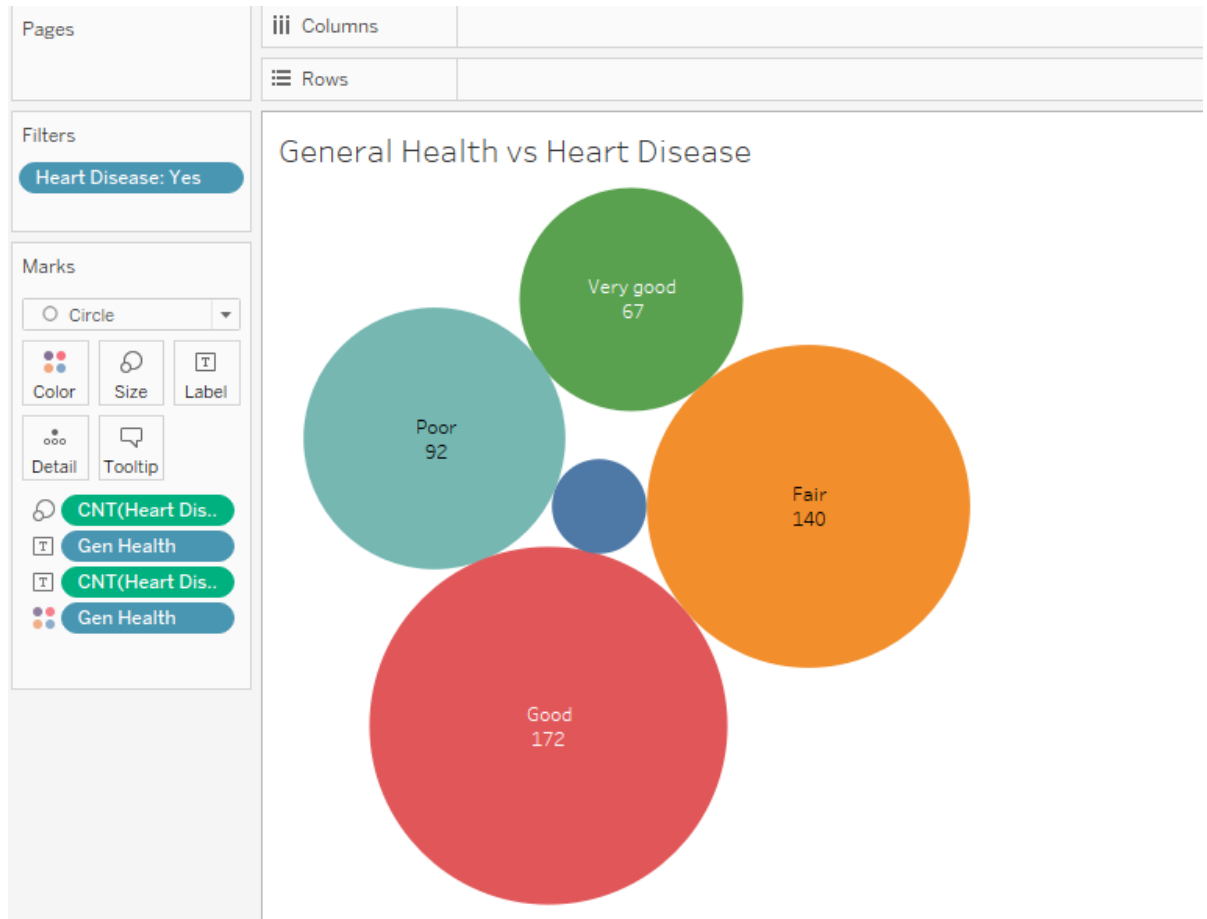 Pages
Columns
Rows
Filters
Heart Disease: Yes
Marks
Circle
Color
Size
Label
Detail
Tooltip
CNT(Heart Dis..
Gen Health
CNT(Heart Dis..
Gen Health
General Health vs Heart Disease
Very good
67
Poor
92
Fair
140
Good
172